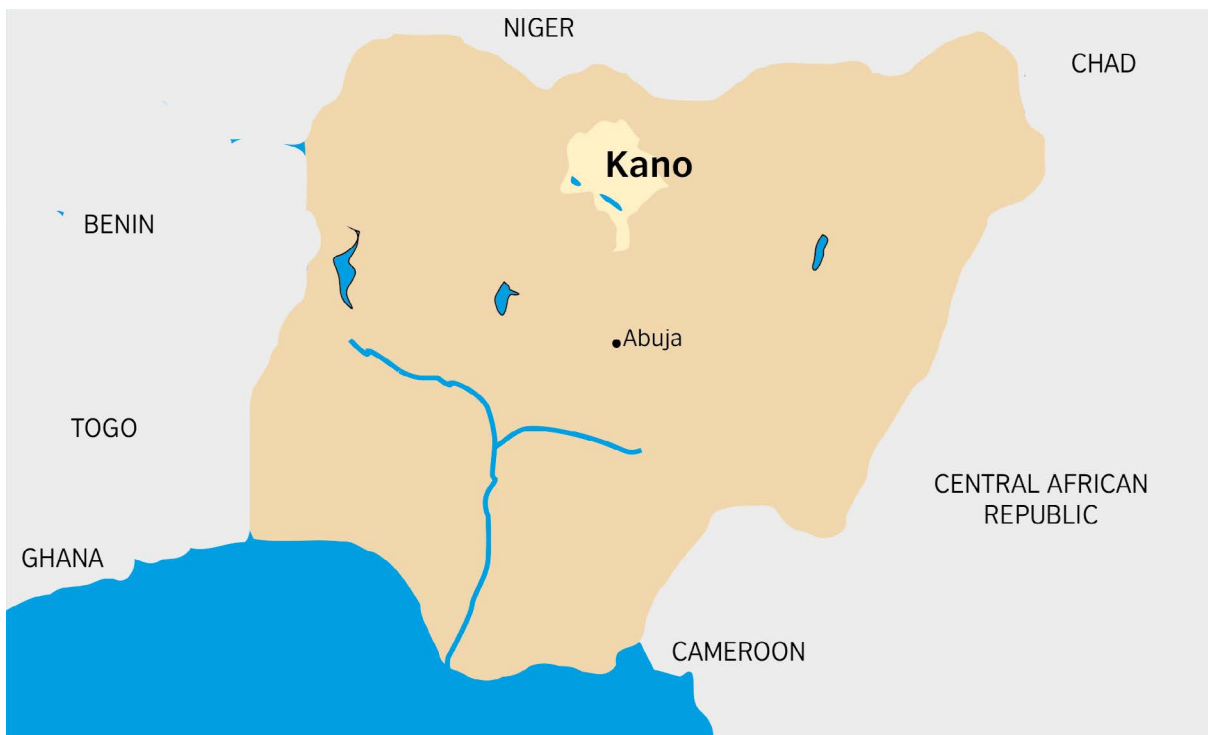 NIGER
CHAD
Kano
BENIN
Abuja
TOGO
CENTRAL AFRICAN
REPUBLIC
GHANA
CAMEROON